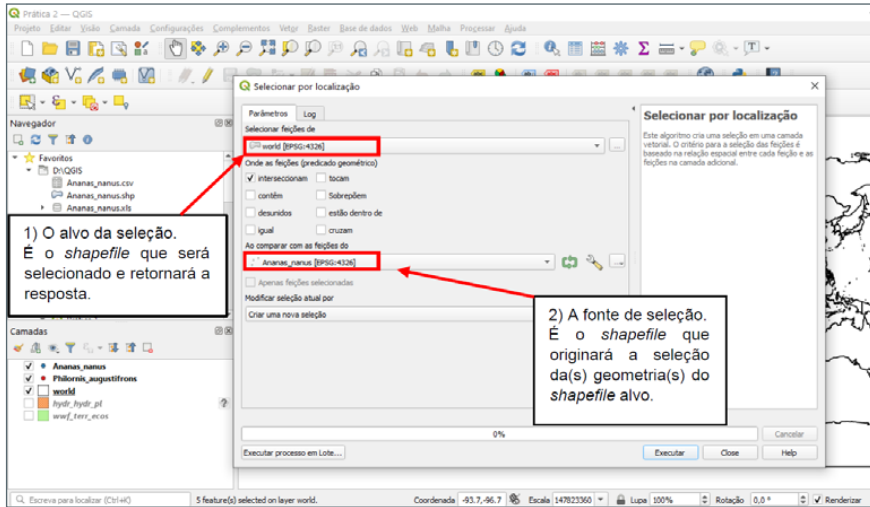 Prática 2 — QGIS
Projeto Editar Visão Camada Configurações Complementos Vetor Raster Base de dados Web Malha Processar Ajuda
Selecionar por localização
Parâmetros Log
Selecionar feições de
world [EPSG:4326]
Onde as feições (predicado geométrico)
interseccionam tocam
contêm Sobrepõem
desunidos estão dentro de
igual cruzam
Ao comparar com as feições do
Ananas_nanus [EPSG:4326]
Apenas feições selecionadas
Modificar seleção atual por
Criar uma nova seleção
0%
Cancelar
Executar processo em Lote...
Executar Close Help
Selecionar por localização
Este algoritmo cria uma seleção em uma camada
vetorial. O critério para a seleção das feições é
baseado na relação espacial entre cada feição e as
feições na camada adicional.
Navegador
Favoritos
D:\QGIS
Ananas_nanus.csv
Ananas_nanus.shp
Ananas_nanus.xls
1) O alvo da seleção.
É o shapefile que será
selecionado e retornará a
resposta.
2) A fonte de seleção.
É o shapefile que
originará a seleção
da(s) geometria(s) do
shapefile alvo.
Camadas
Ananas_nanus
Philornis_augustifrons
world
hydr_hydr_pl
wwf_terr_ecos
Escreva para localizar (Ctrl+K)
5 feature(s) selected on layer world.
Coordenada -93.7,-96.7 Escala 147823360 Lupa 100% Rotação 0,0 ° Renderizar